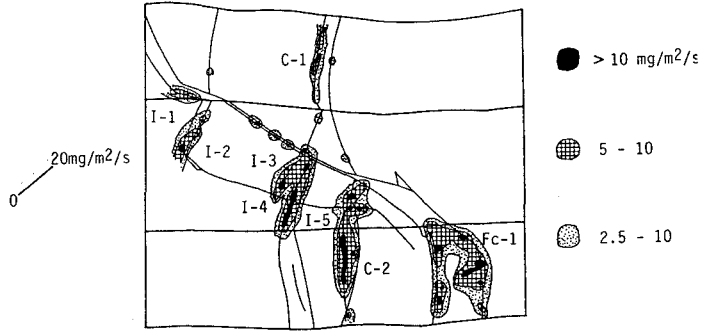 C-1
> 10 mg/m2/s
I-1
I-2
I-3
20mg/m2/s
0
5 - 10
I-4
I-5
Fc-1
2.5 - 10
C-2